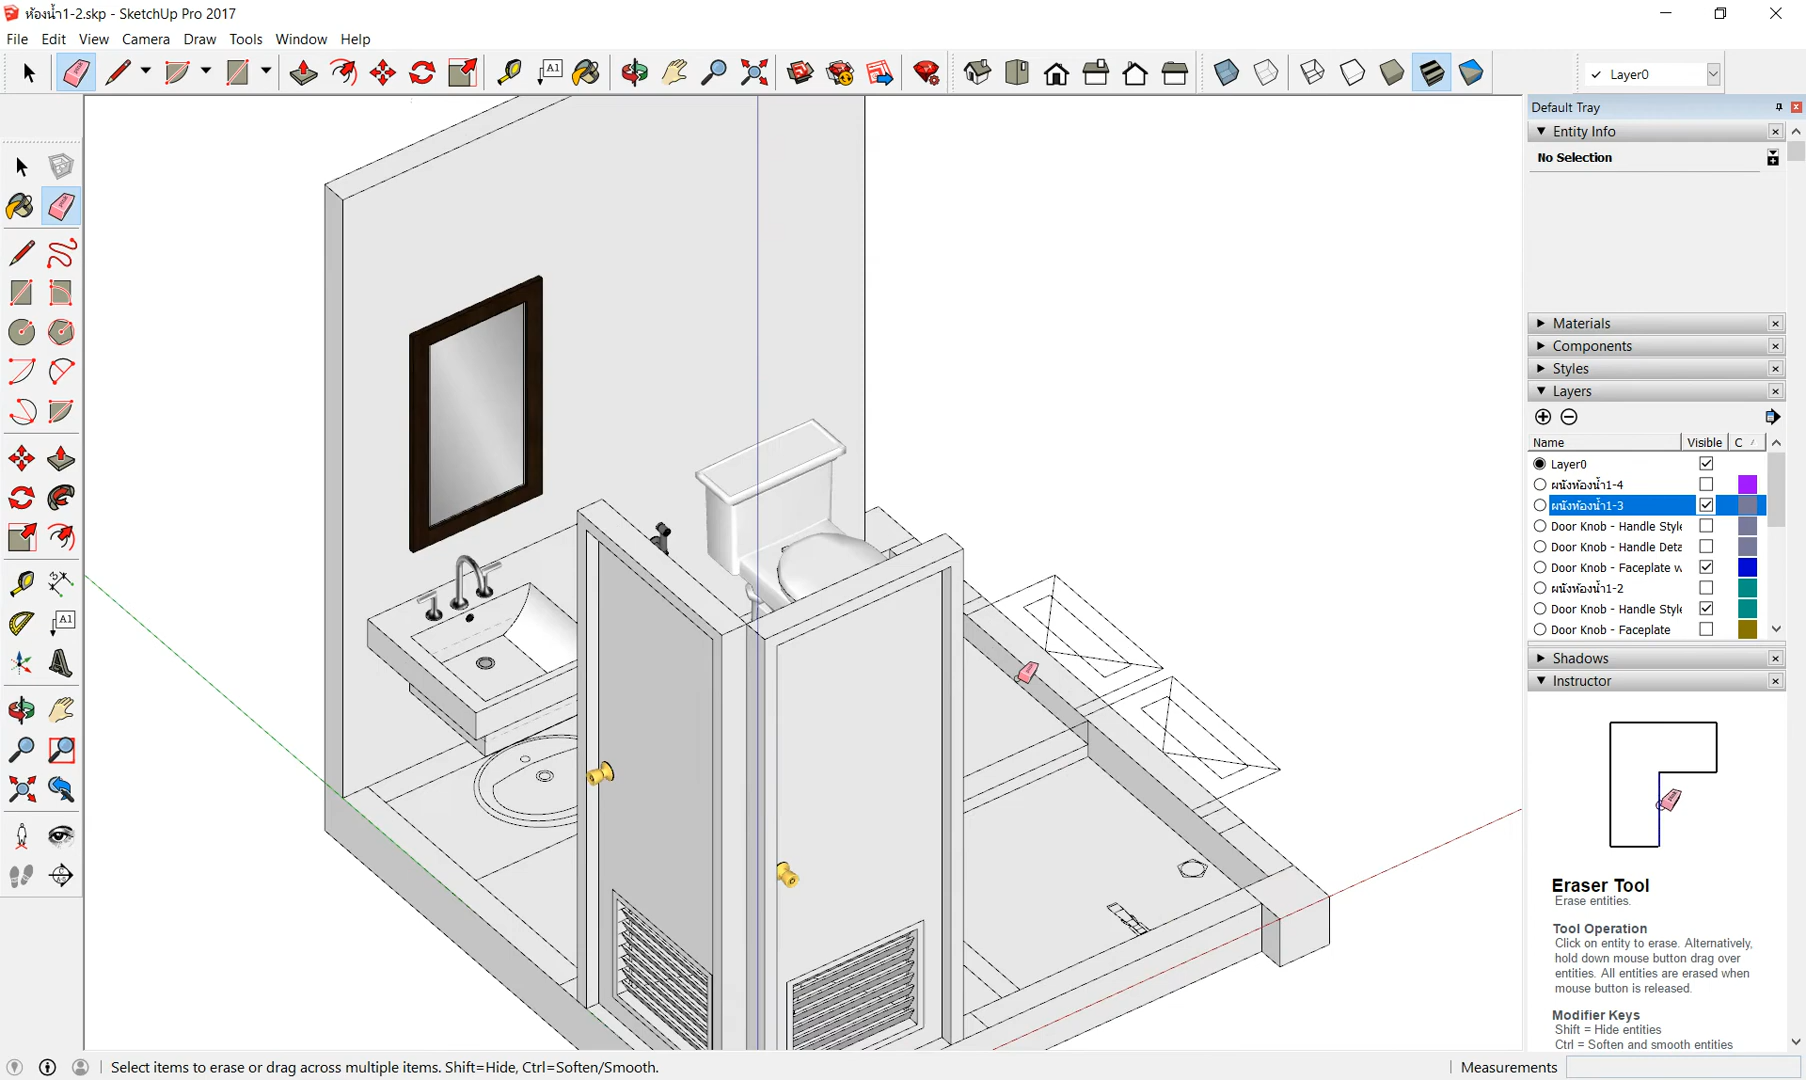 ห้องน้ำ1-2.skp - SketchUp Pro 2017
File Edit View Camera Draw Tools Window Help
Layer0
Default Tray
Entity Info
No Selection
Materials
Components
Styles
Layers
Name Visible C
Layer0
ผนังห้องน้ำ1-4
ผนังห้องน้ำ1-3
Door Knob - Handle Style
Door Knob - Handle Deta
Door Knob - Faceplate w
ผนังห้องน้ำ1-2
Door Knob - Handle Style
Door Knob - Faceplate
Shadows
Instructor
Eraser Tool
Erase entities.
Tool Operation
Click on entity to erase. Alternatively,
hold down mouse button drag over
entities. All entities are erased when
mouse button is released.
Modifier Keys
Shift = Hide entities
Ctrl = Soften and smooth entities
Select items to erase or drag across multiple items. Shift=Hide, Ctrl=Soften/Smooth.
Measurements